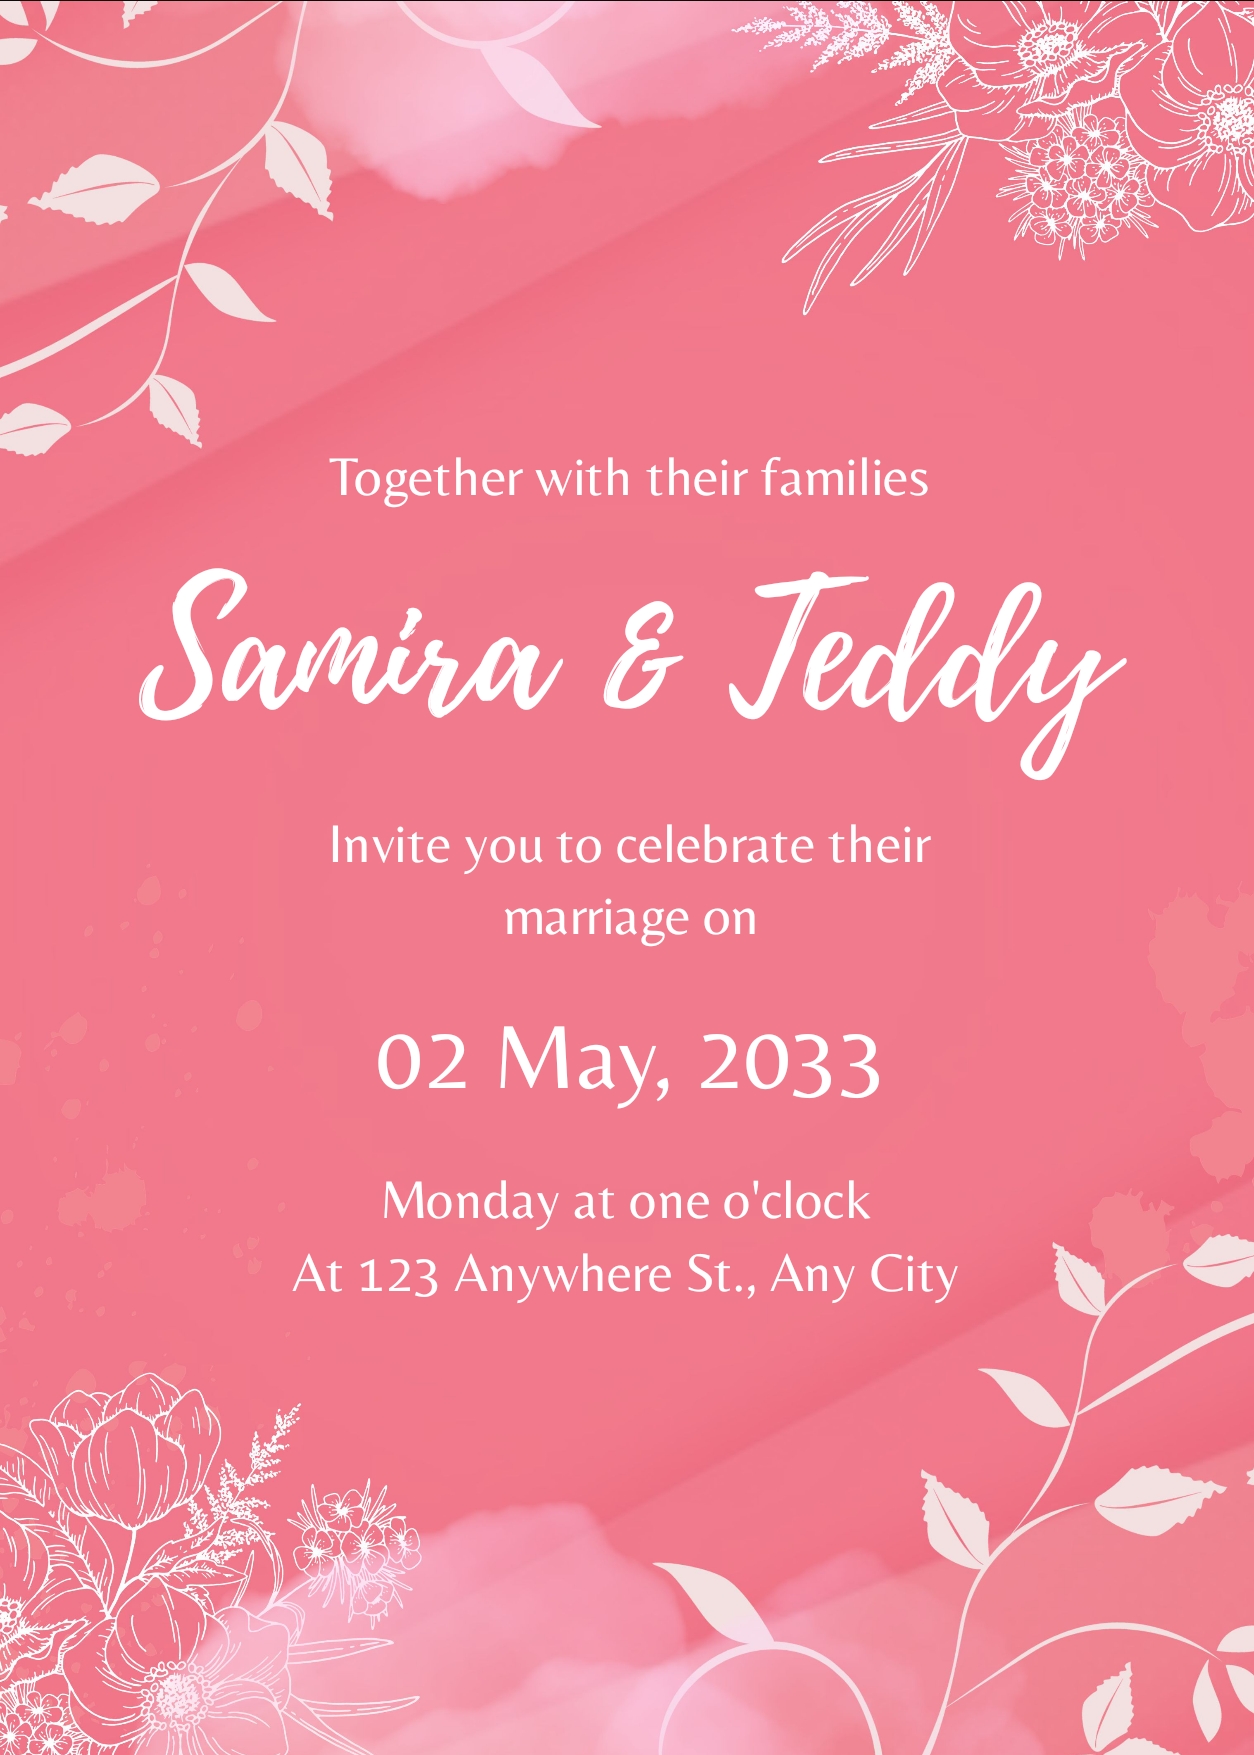 Together with their families
Samira & Teddy
Invite you to celebrate their
marriage on
02 May, 2033
Monday at one o'clock
At 123 Anywhere St., Any City